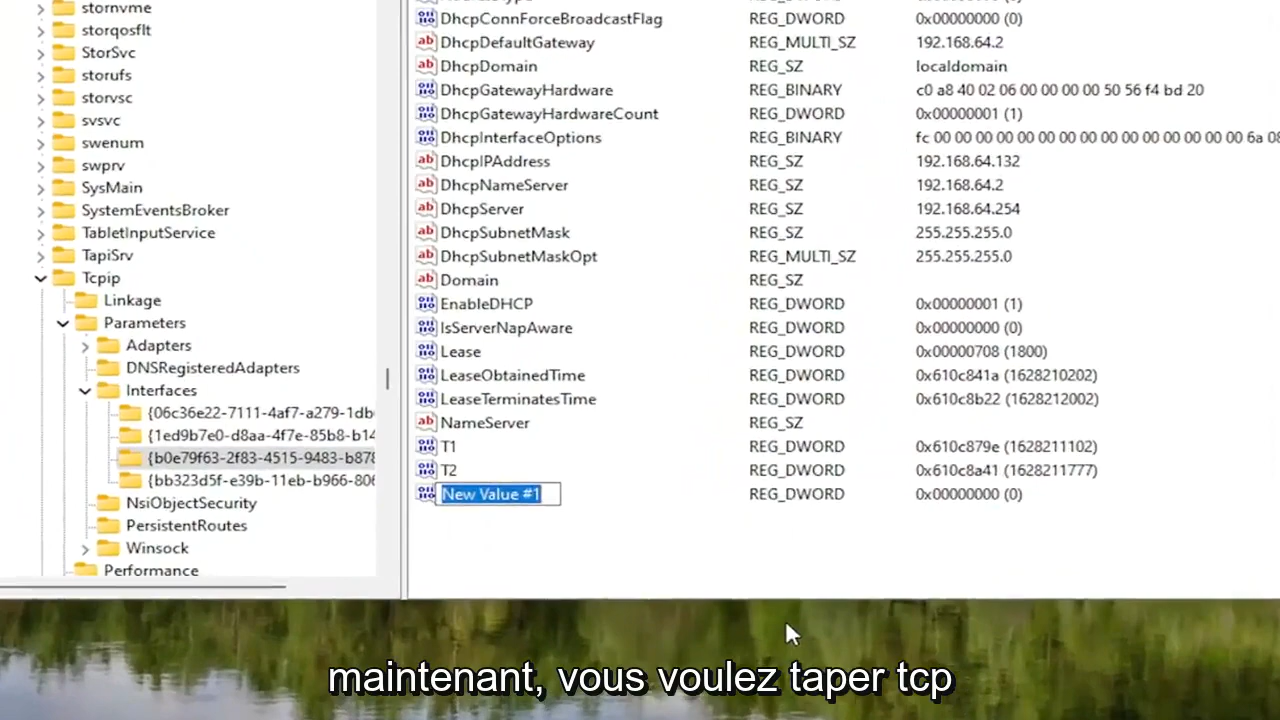 stornvme
storqosflt
StorSvc
storufs
storvsc
svsvc
swenum
swprv
SysMain
SystemEventsBroker
TabletInputService
TapiSrv
Tcpip
Linkage
Parameters
Adapters
DNSRegisteredAdapters
Interfaces
{06c36e22-7111-4af7-a279-1db
{1ed9b7e0-d8aa-4f7e-85b8-b14
{b0e79f63-2f83-4515-9483-b878
{bb323d5f-e39b-11eb-b966-806
NsiObjectSecurity
PersistentRoutes
Winsock
Performance
DhcpConnForceBroadcastFlag REG_DWORD 0x00000000 (0)
DhcpDefaultGateway REG_MULTI_SZ 192.168.64.2
DhcpDomain REG_SZ localdomain
DhcpGatewayHardware REG_BINARY c0 a8 40 02 06 00 00 00 00 50 56 f4 bd 20
DhcpGatewayHardwareCount REG_DWORD 0x00000001 (1)
DhcpInterfaceOptions REG_BINARY fc 00 00 00 00 00 00 00 00 00 00 00 00 00 00 00 6a 08
DhcpIPAddress REG_SZ 192.168.64.132
DhcpNameServer REG_SZ 192.168.64.2
DhcpServer REG_SZ 192.168.64.254
DhcpSubnetMask REG_SZ 255.255.255.0
DhcpSubnetMaskOpt REG_MULTI_SZ 255.255.255.0
Domain REG_SZ
EnableDHCP REG_DWORD 0x00000001 (1)
IsServerNapAware REG_DWORD 0x00000000 (0)
Lease REG_DWORD 0x00000708 (1800)
LeaseObtainedTime REG_DWORD 0x610c841a (1628210202)
LeaseTerminatesTime REG_DWORD 0x610c8b22 (1628212002)
NameServer REG_SZ
T1 REG_DWORD 0x610c879e (1628211102)
T2 REG_DWORD 0x610c8a41 (1628211777)
New Value #1 REG_DWORD 0x00000000 (0)
maintenant, vous voulez taper tcp